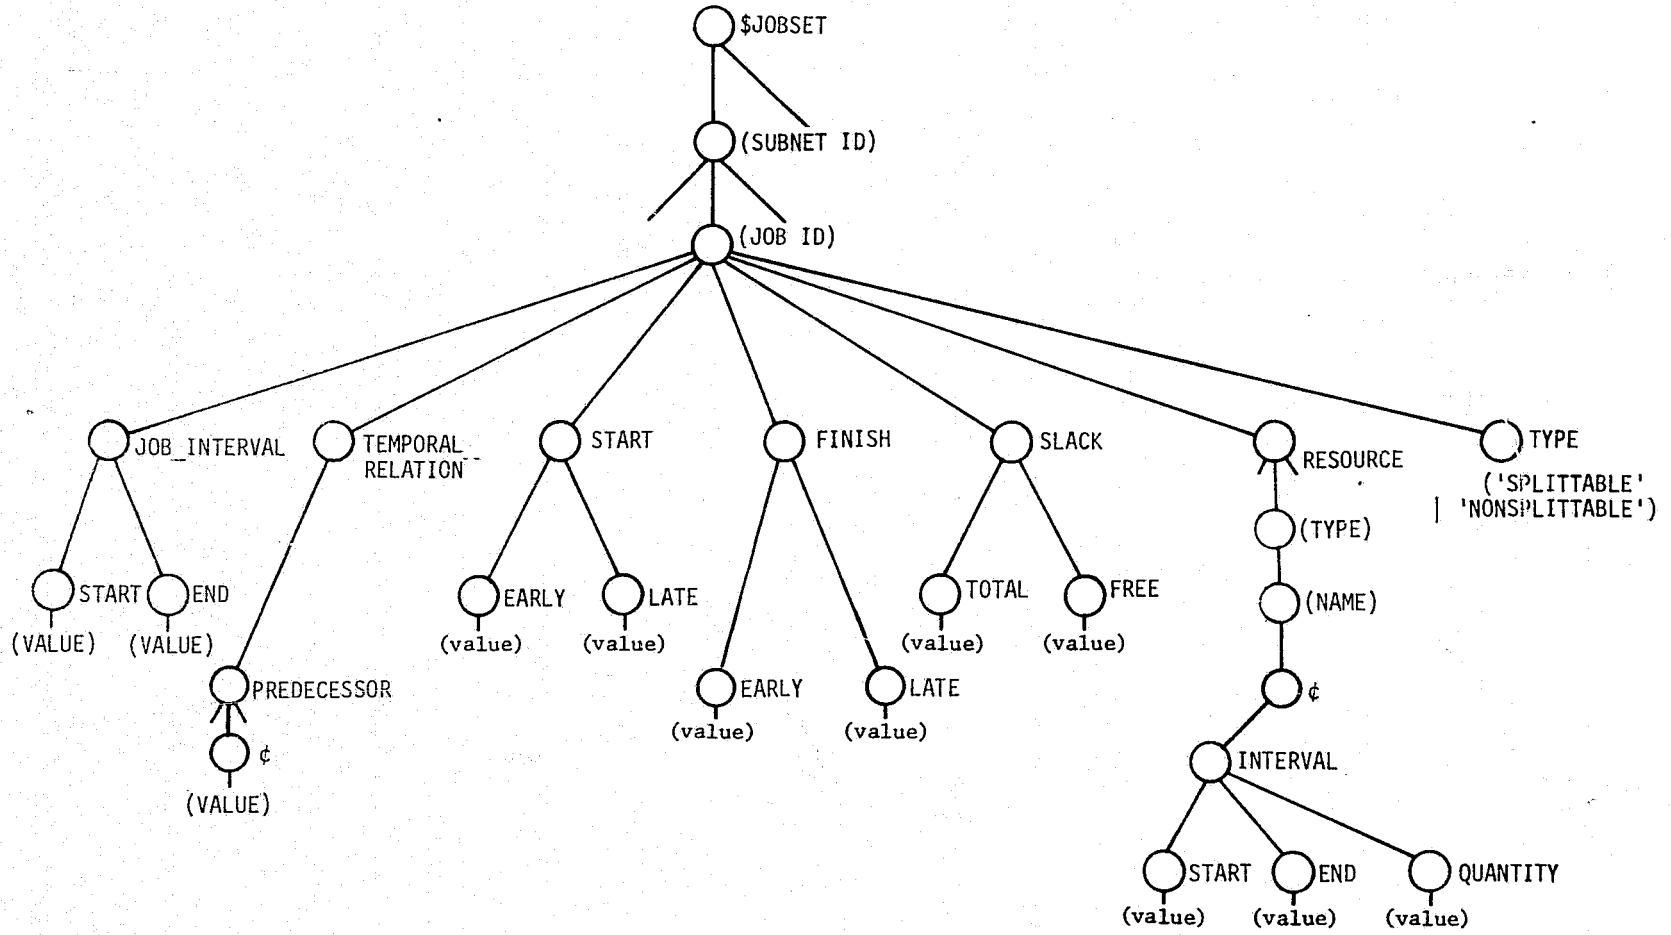 $JOBSET
(SUBNET ID)
(JOB ID)
JOB_INTERVAL
TEMPORAL_
RELATION
START
FINISH
SLACK
RESOURCE
TYPE
('SPLITTABLE'
| 'NONSPLITTABLE')
(TYPE)
(NAME)
¢
START
(VALUE)
END
(VALUE)
EARLY
(value)
LATE
(value)
TOTAL
(value)
FREE
(value)
PREDECESSOR
¢
(VALUE)
EARLY
(value)
LATE
(value)
INTERVAL
START
(value)
END
(value)
QUANTITY
(value)